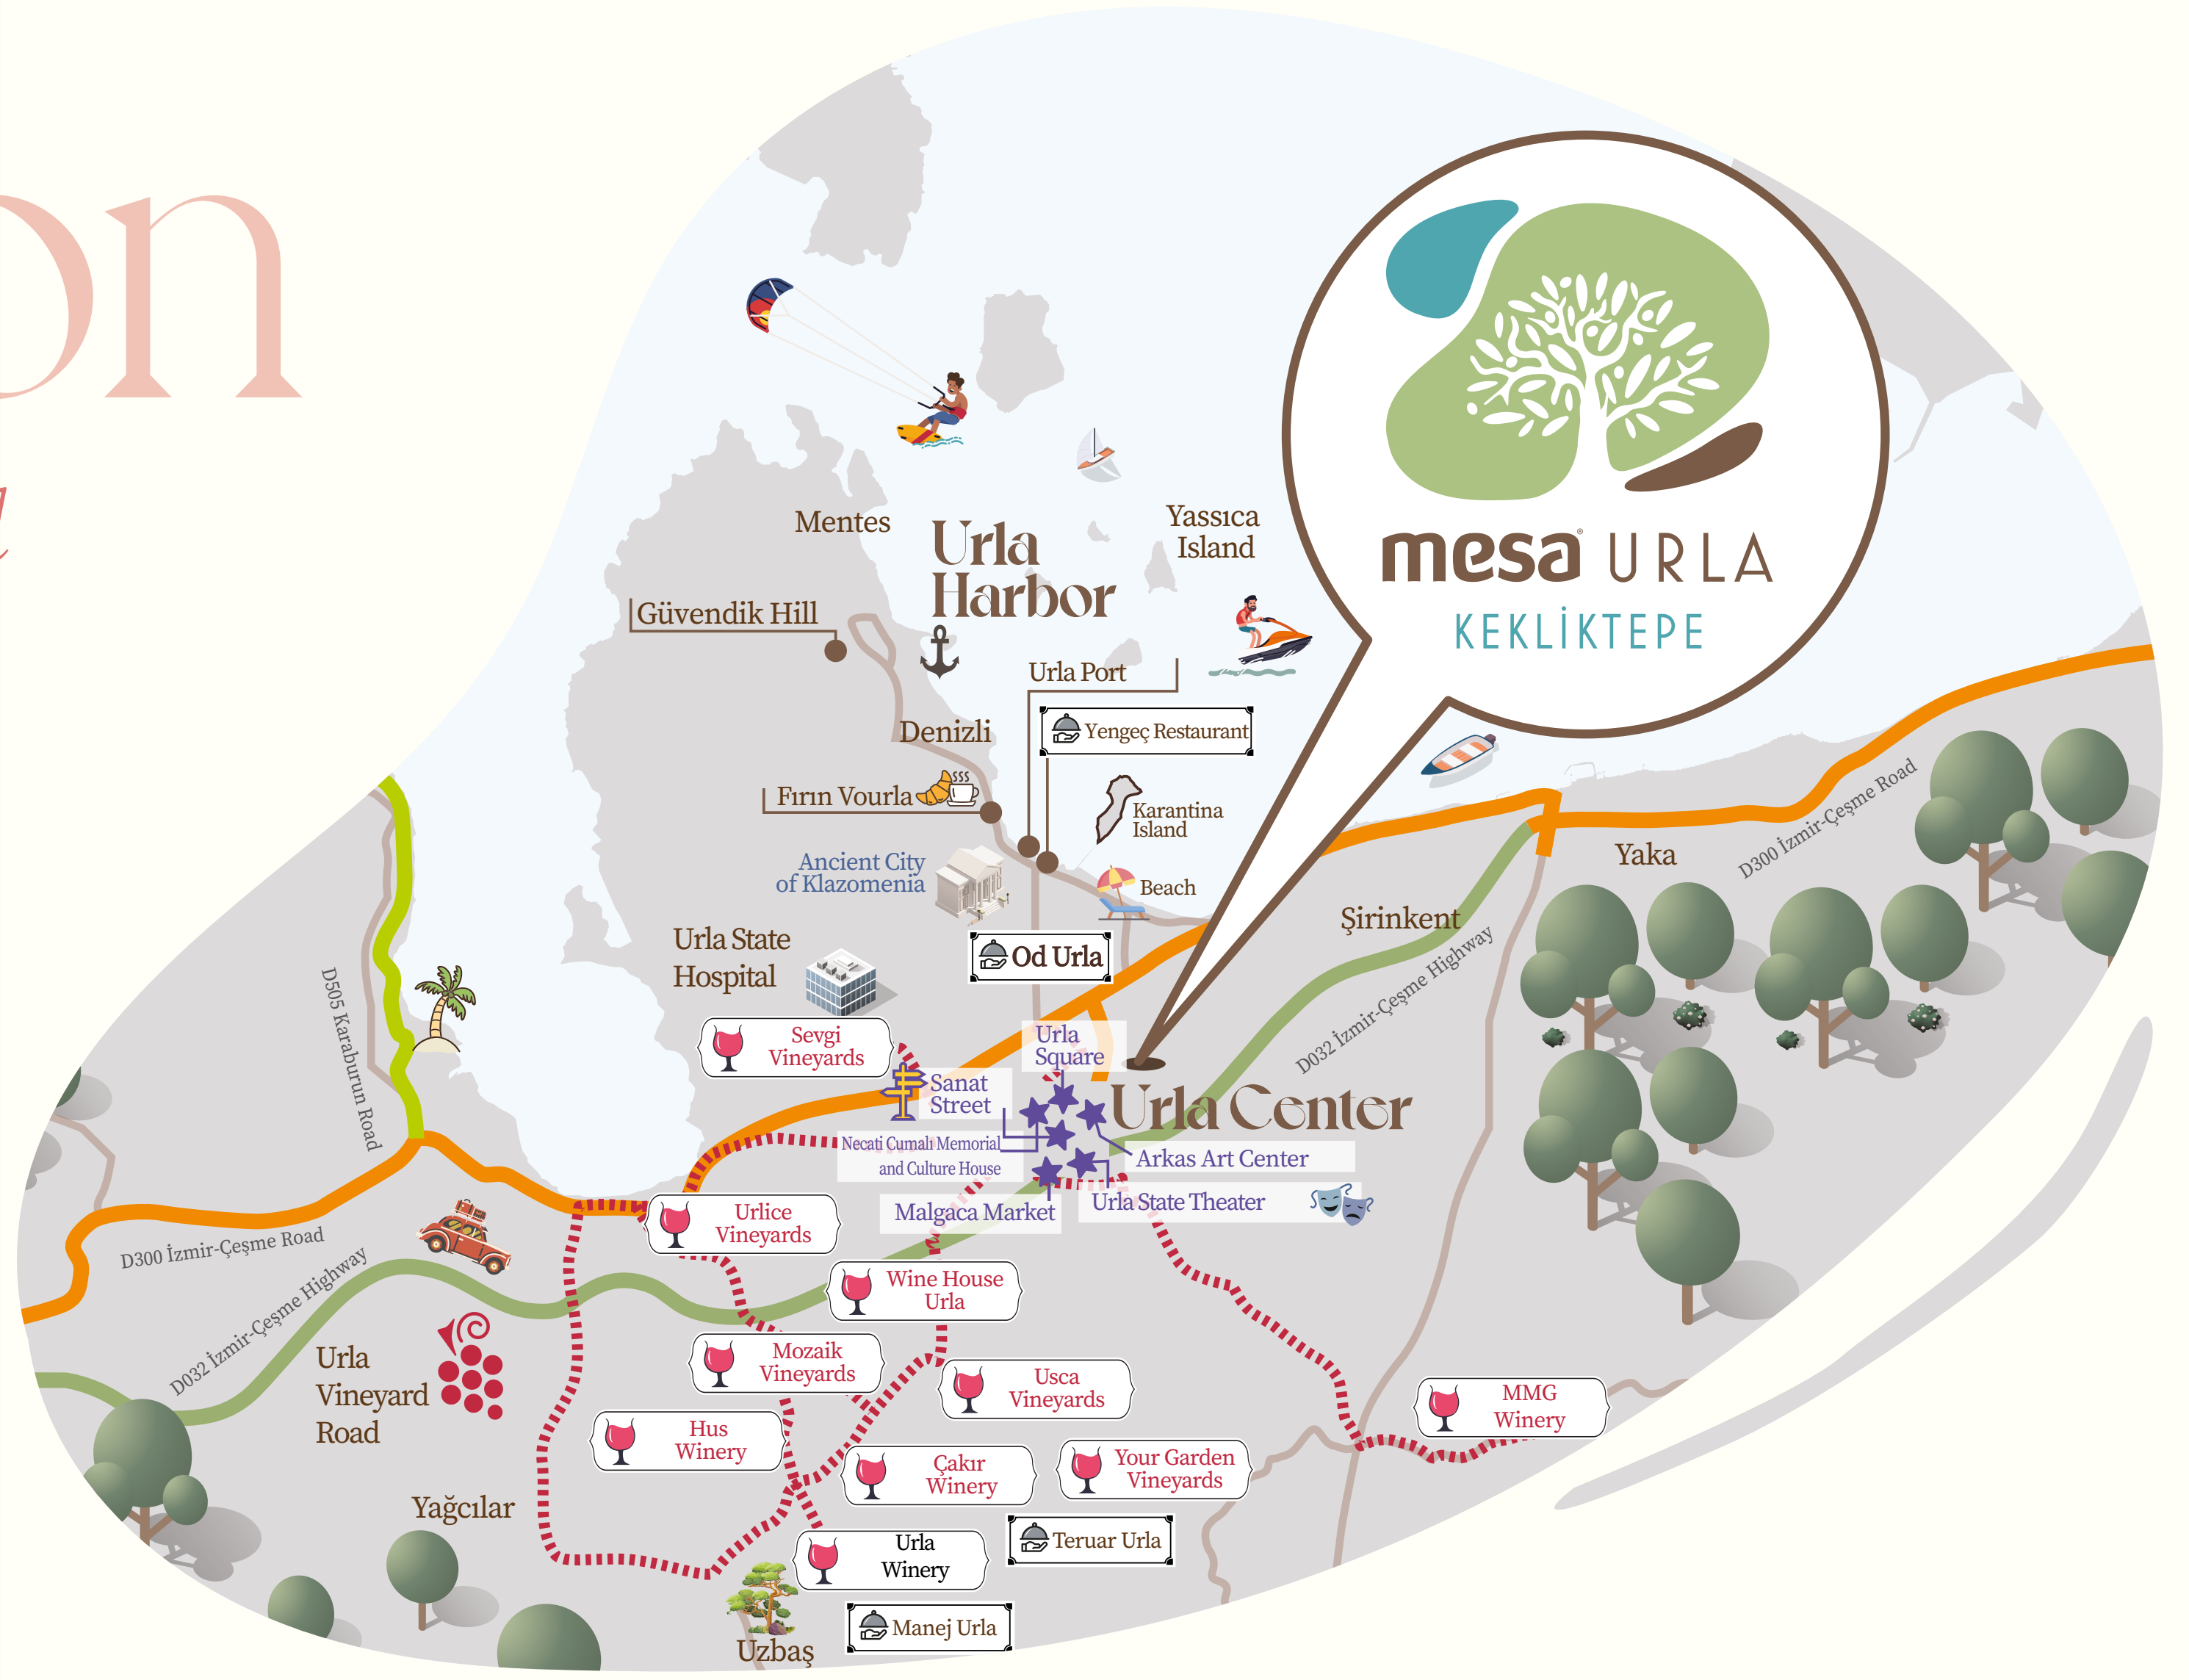 on
Mentes
Urla
Harbor
Yassıca
Island
mesa® URLA
KEKLİKTEPE
Güvendik Hill
Urla Port
Denizli
Yengeç Restaurant
Fırın Vourla
Karantina
Island
Ancient City
of Klazomenia
Beach
Yaka
D300 İzmir-Çeşme Road
Şirinkent
D032 İzmir-Çeşme Highway
Urla State
Hospital
Od Urla
D505 Karaburun Road
Sevgi
Vineyards
Urla
Square
Sanat
Street
Urla Center
Necati Cumalı Memorial
and Culture House
Arkas Art Center
Malgaca Market
Urla State Theater
Urlice
Vineyards
D300 İzmir-Çeşme Road
D032 İzmir-Çeşme Highway
Wine House
Urla
Urla
Vineyard
Road
Mozaik
Vineyards
Usca
Vineyards
MMG
Winery
Hus
Winery
Çakır
Winery
Your Garden
Vineyards
Yağcılar
Urla
Winery
Teruar Urla
Manej Urla
Uzbaş